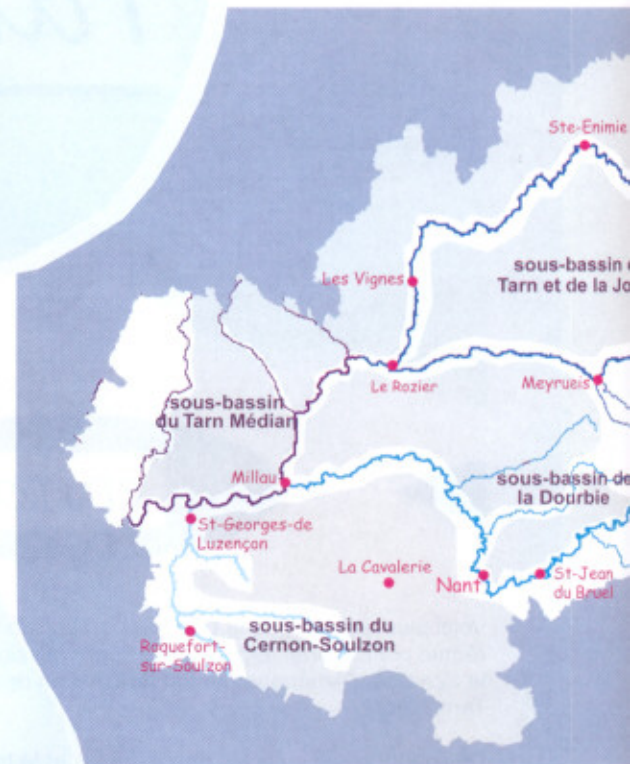 Ste-Enimie
sous-bassin
Tarn et de la Jo
Les Vignes
Le Rozier
Meyrueis
sous-bassin
du Tarn Médian
Millau
sous-bassin de
la Dourbie
St-Georges-de
Luzençon
La Cavalerie
Nant
St-Jean
du Bruel
sous-bassin du
Cernon-Soulzon
Roquefort-
sur-Soulzon